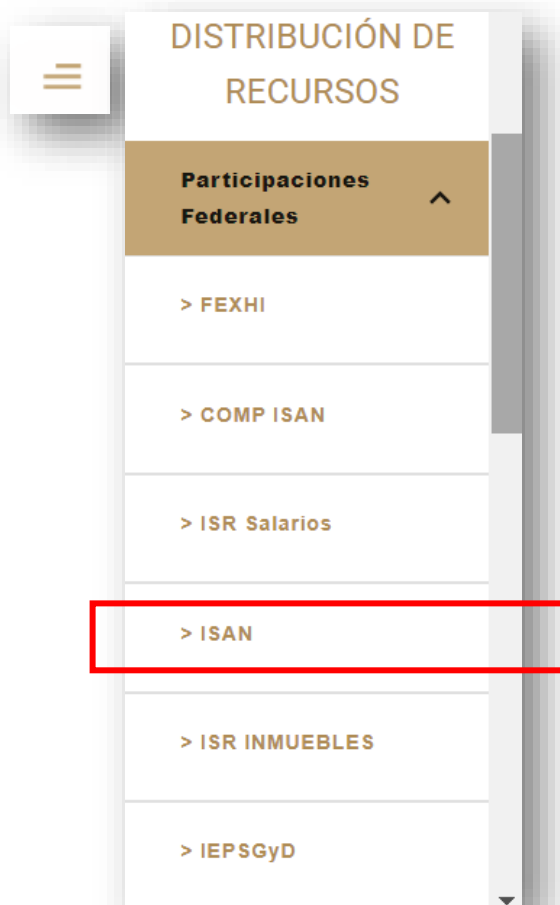 DISTRIBUCIÓN DE
RECURSOS
Participaciones
Federales
> FEXHI
> COMP ISAN
> ISR Salarios
> ISAN
> ISR INMUEBLES
> IEPSGyD